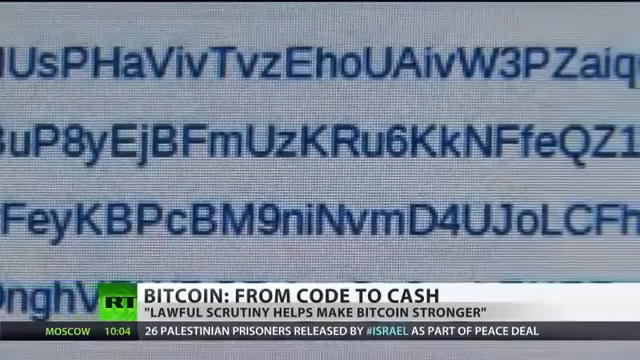 UsPHaVivTvzEhoUAivW3PZaiq
BuP8yEjBFmUzKRu6KkNFfeQZ1
FeyKBPcBM9niNvmD4UJoLCFh
RT
BITCOIN: FROM CODE TO CASH
"LAWFUL SCRUTINY HELPS MAKE BITCOIN STRONGER"
MOSCOW 10:04 26 PALESTINIAN PRISONERS RELEASED BY #ISRAEL AS PART OF PEACE DEAL